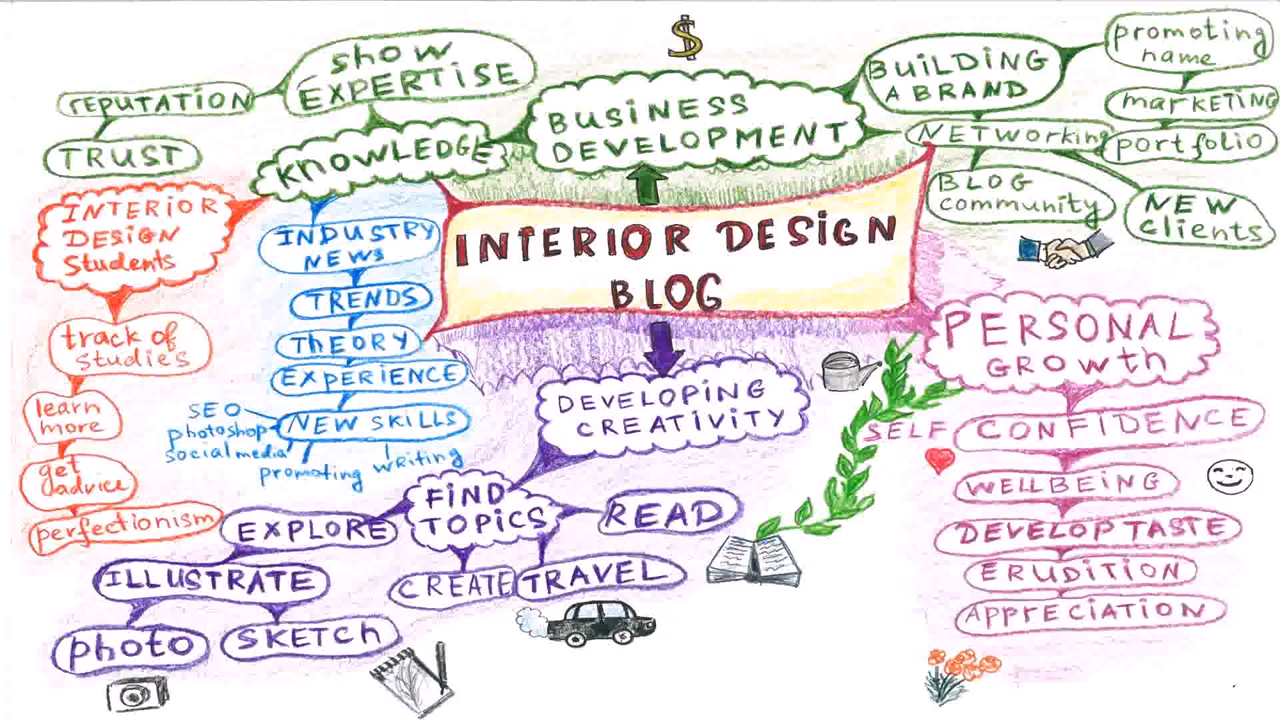 INTERIOR DESIGN
BLOG
BUSINESS
DEVELOPMENT
BUiLDING
A BRAND
promoting
name
marKETING
portfolio
NETWorking
BLOG
community
NEW
clients
KNOWLEDGE
Show
EXPERTISE
rEPUTATION
TRUST
INTERIOR
DESIGN
Students
track of
Studies
learn
more
get
advice
perfectionism
INDUSTRY
NEWS
TRENDS
ThEORY
EXPERIENCE
NEW SKILLS
SEO
photoshop
social media
promoting
writing
DEVELOPING
CREATIVITY
FIND
TOPICS
READ
TRAVEL
CREATE
EXPLORE
ILLUSTRATE
photo
SKETCh
PERSONAL
GROWth
SELF CONFIDENCE
WELLBEING
DEVELOP TASTE
ERUDITION
APPRECIATION